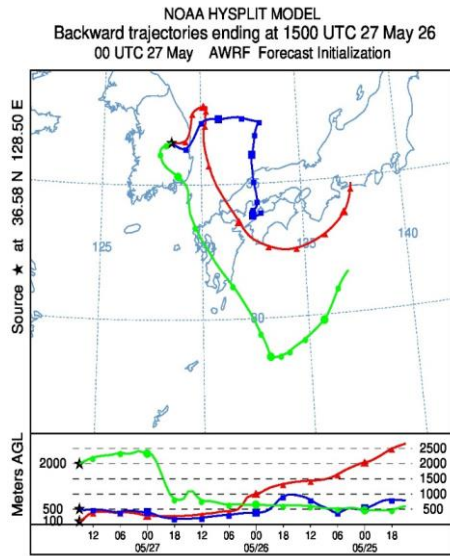 NOAA HYSPLIT MODEL
Backward trajectories ending at 1500 UTC 27 May 26
00 UTC 27 May AWRF Forecast Initialization
Source ★ at 36.58 N 128.50 E
125
130
135
140
30
Meters AGL
2000
500
100
2500
2000
1500
1000
500
12 06 00 18 12 06 00 18 12 06 00 18
05/27 05/26 05/25